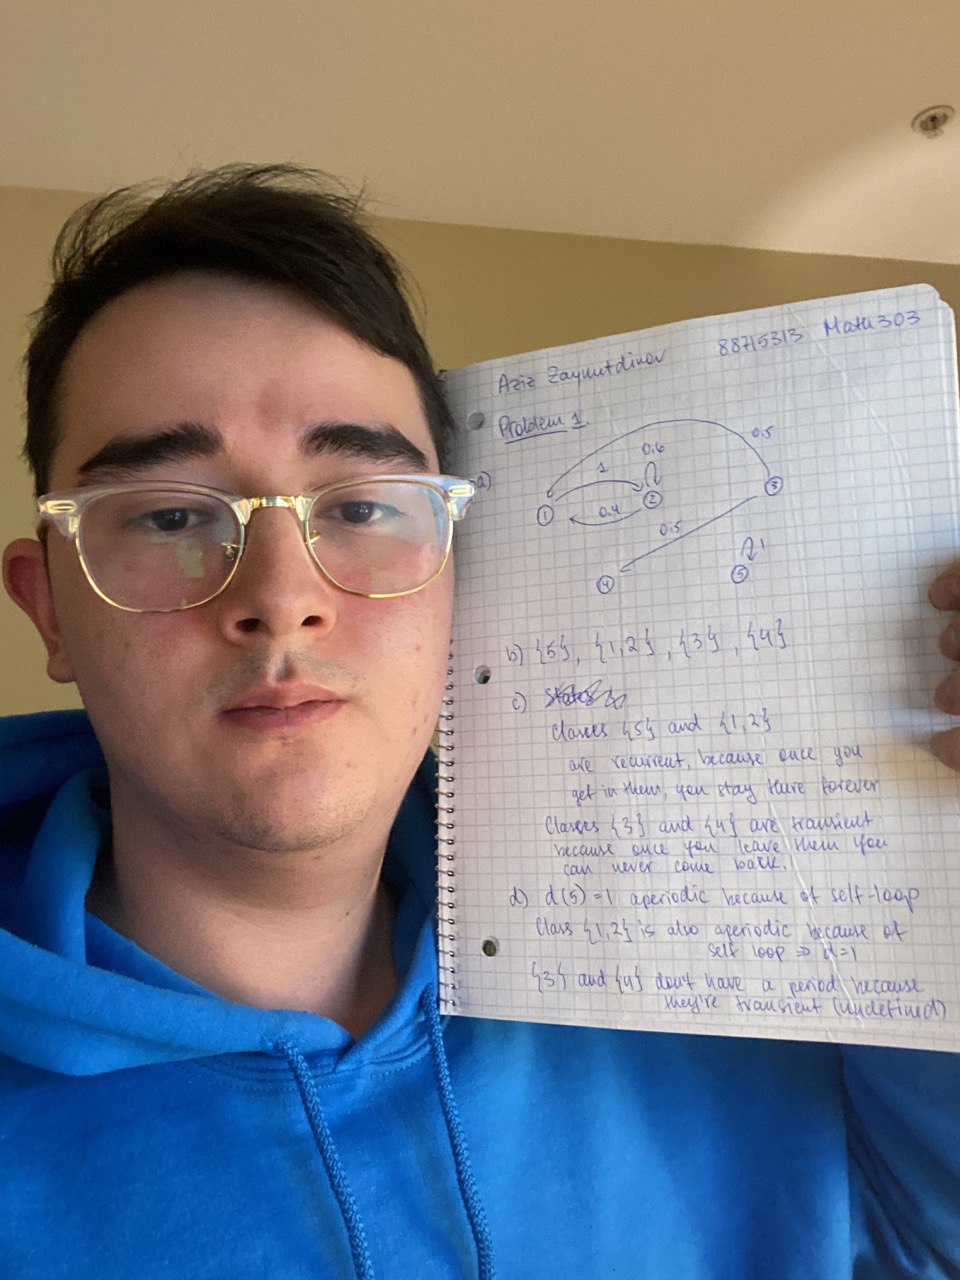 Aziz Zaynutdinov 88715313 Math 303
Problem 1.
a)
0.5
0.6
1
3
2
1
0.4
0.5
1
4
5
b) {5}, {1,2}, {3}, {4}
c)
Classes {5} and {1,2}
are recurrent, because once you
get in them, you stay there forever
Classes {3} and {4} are transient
because once you leave them you
can never come back.
d) d(5)=1 aperiodic because of self-loop
Class {1,2} is also aperiodic because of
self loop ⇒ d=1
{3} and {4} don't have a period because
they're transient (undefined)